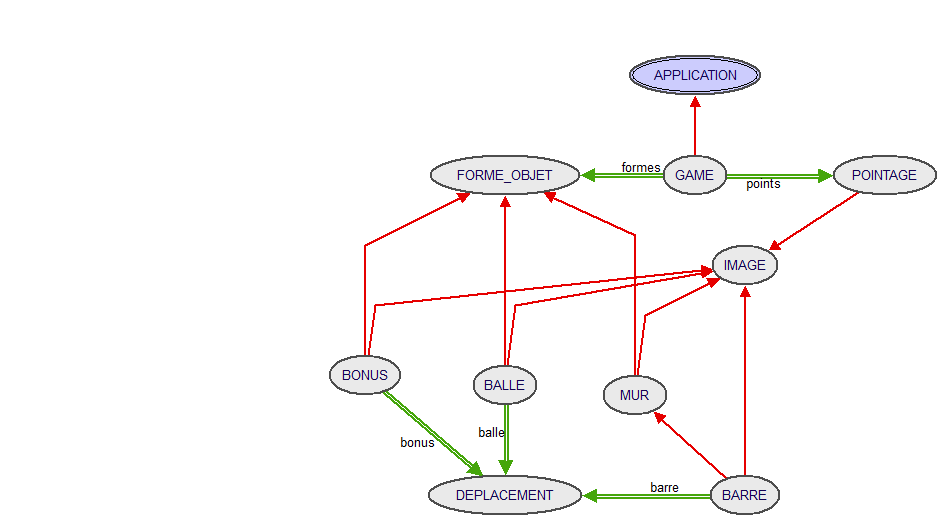 APPLICATION
FORME_OBJET
formes
GAME
points
POINTAGE
IMAGE
BONUS
BALLE
MUR
bonus
balle
DEPLACEMENT
barre
BARRE